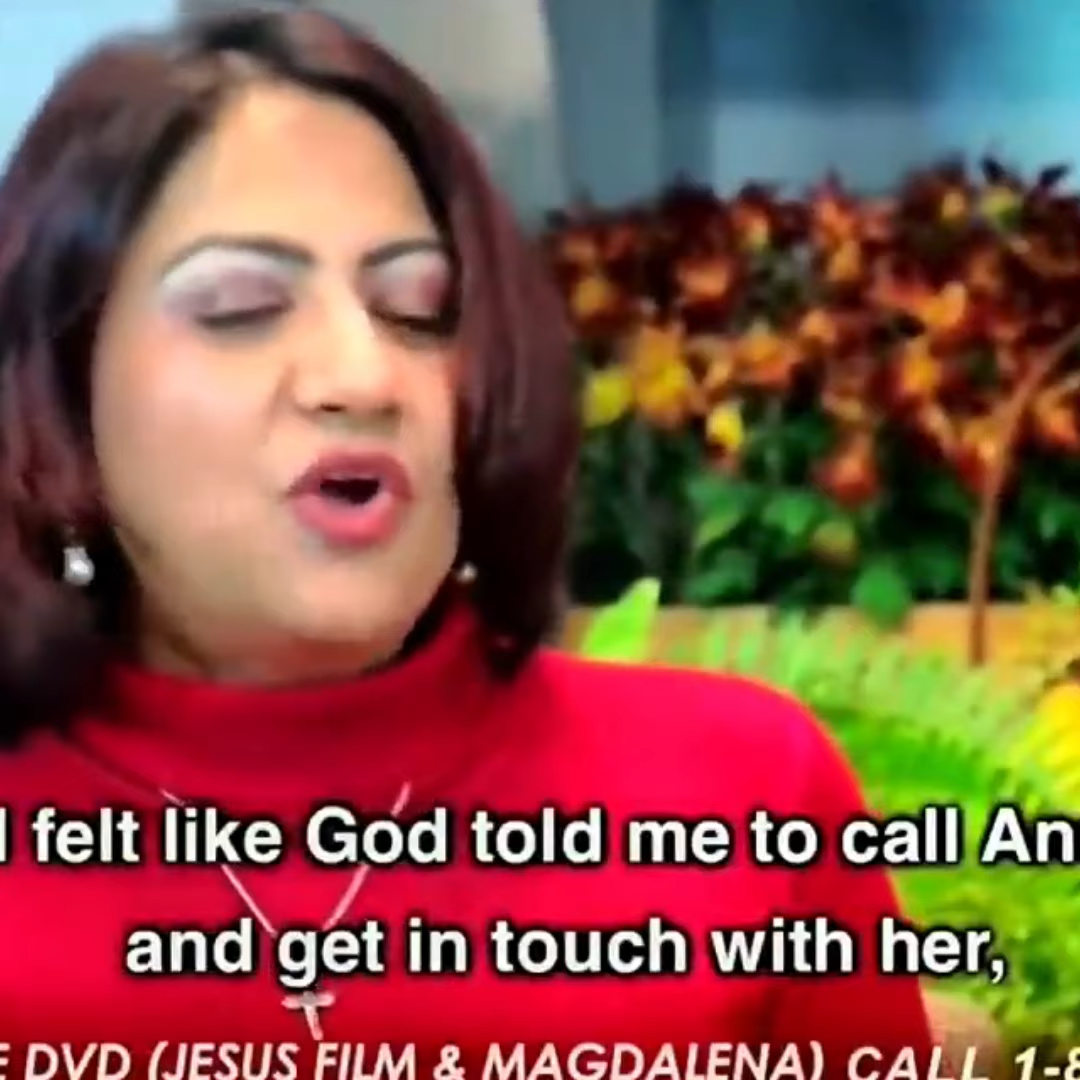 I felt like God told me to call An
and get in touch with her,
E DVD (JESUS FILM & MAGDALENA) CALL 1-8